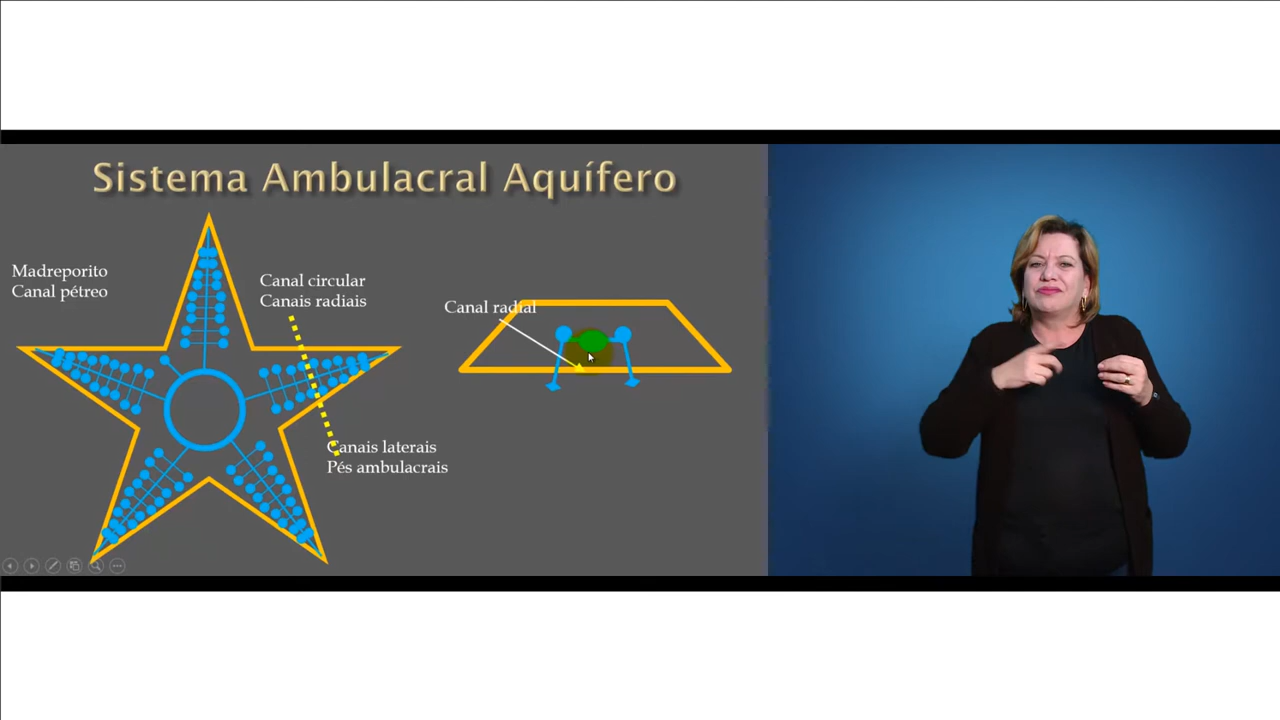 Sistema Ambulacral Aquífero
Madreporito
Canal pétreo
Canal circular
Canais radiais
Canal radial
Canais laterais
Pés ambulacrais